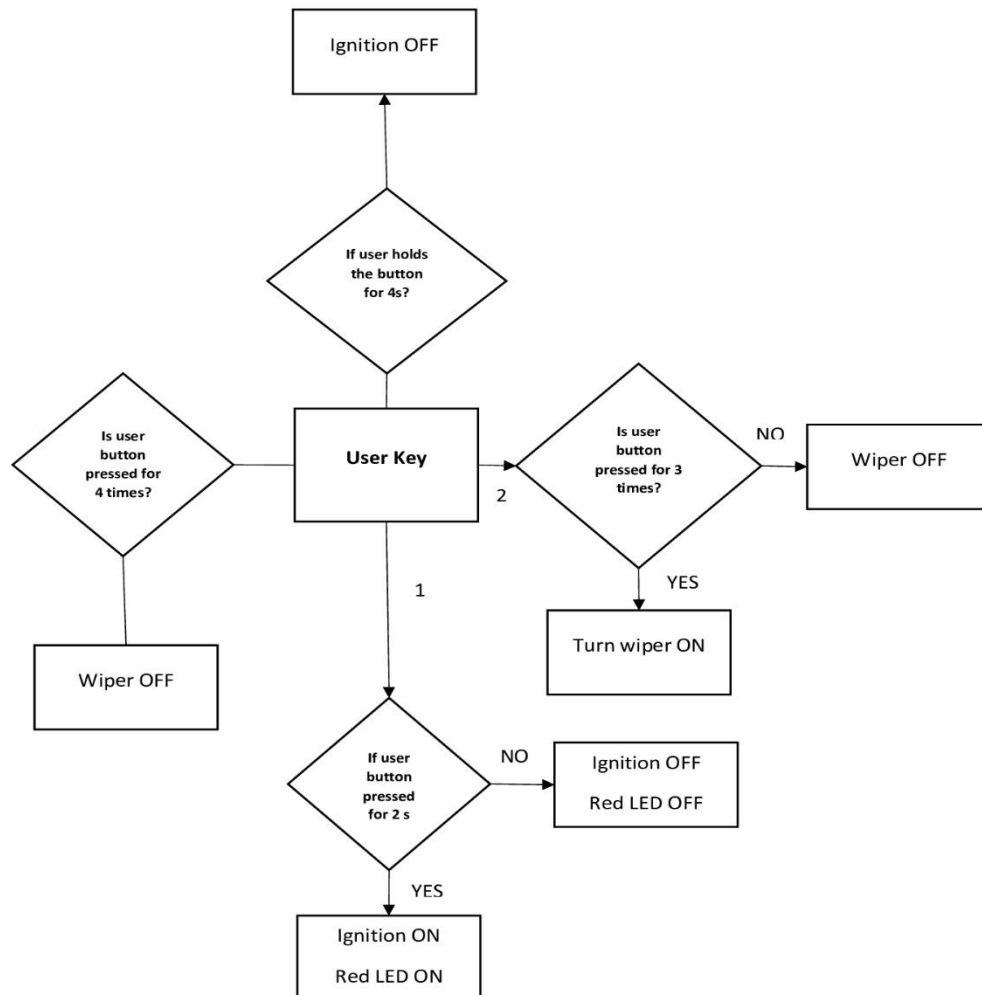 Ignition OFF
If user holds
the button
for 4s?
Is user
button
pressed for
4 times?
User Key
2
Is user
button
pressed for 3
times?
NO
Wiper OFF
YES
Turn wiper ON
1
Wiper OFF
If user
button
pressed
for 2 s
NO
Ignition OFF
Red LED OFF
YES
Ignition ON
Red LED ON